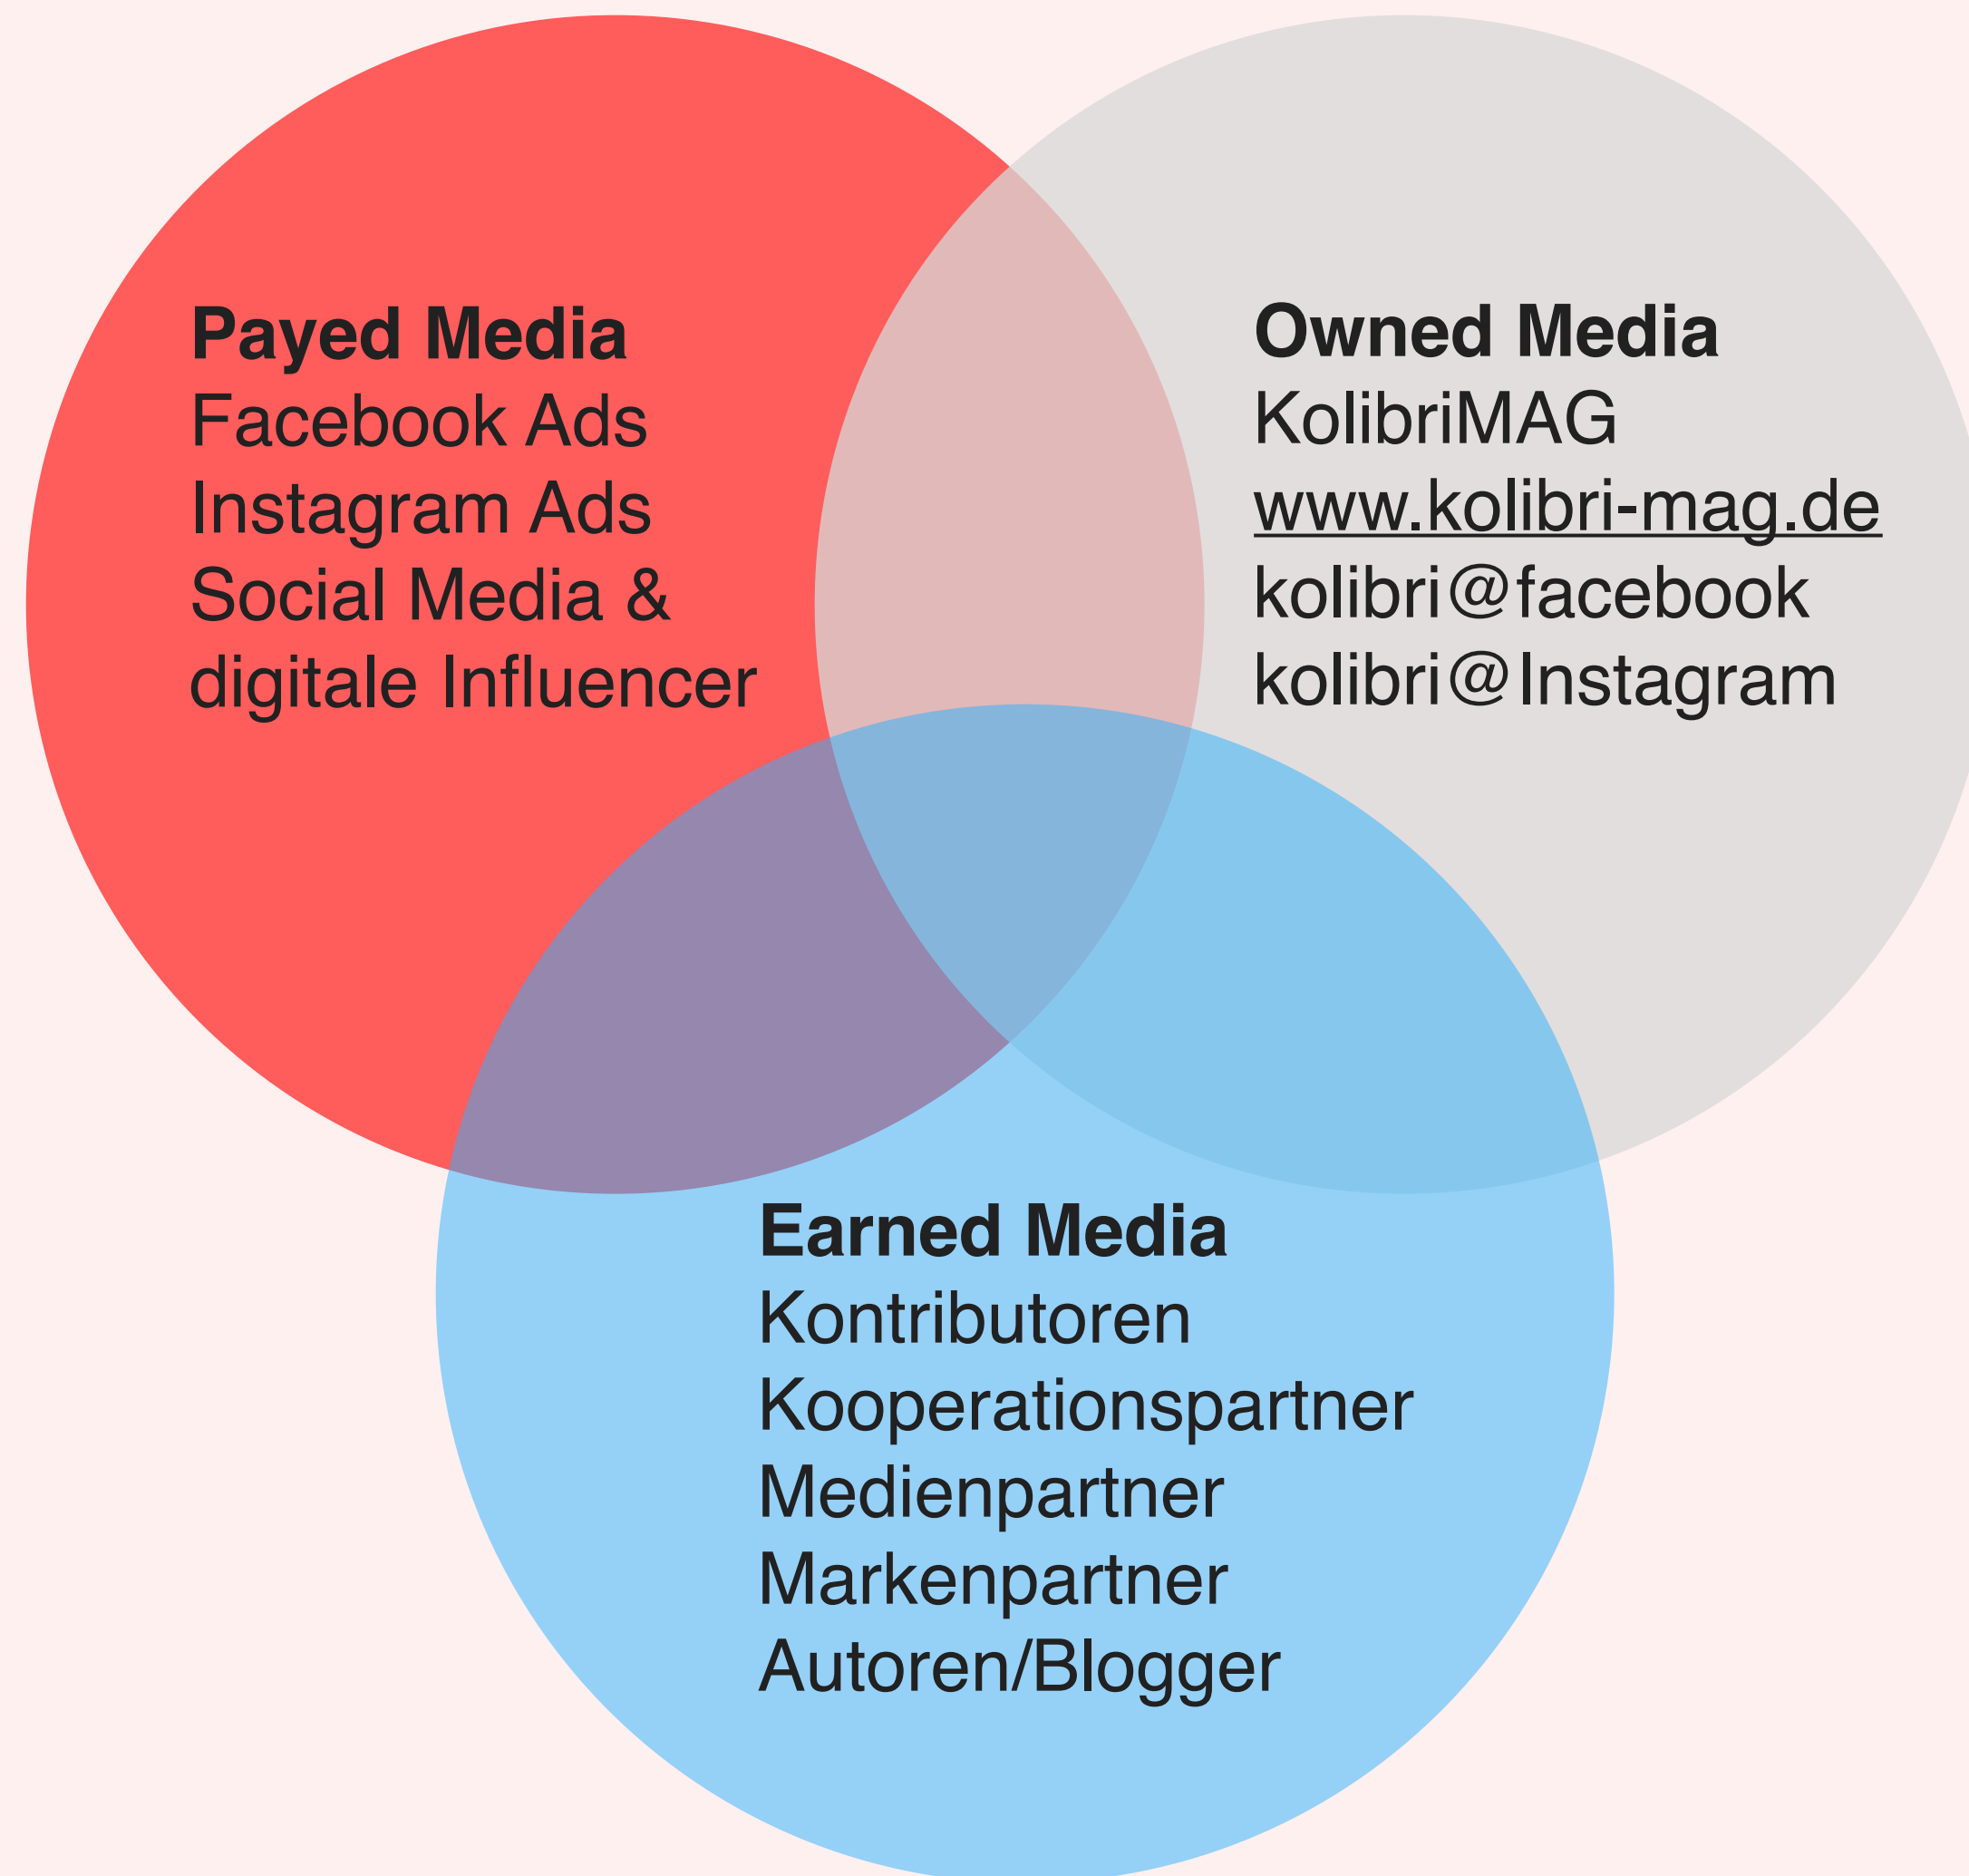 Payed Media
Facebook Ads
Instagram Ads
Social Media &
digitale Influencer
Owned Media
KolibriMAG
www.kolibri-mag.de
kolibri@facebook
kolibri@Instagram
Earned Media
Kontributoren
Kooperationspartner
Medienpartner
Markenpartner
Autoren/Blogger